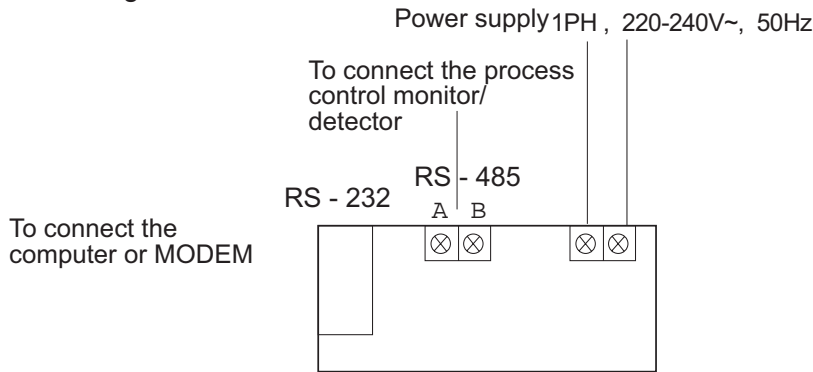 Power supply 1PH , 220-240V~, 50Hz
To connect the process
control monitor/
detector
RS - 485
RS - 232
A B
To connect the
computer or MODEM